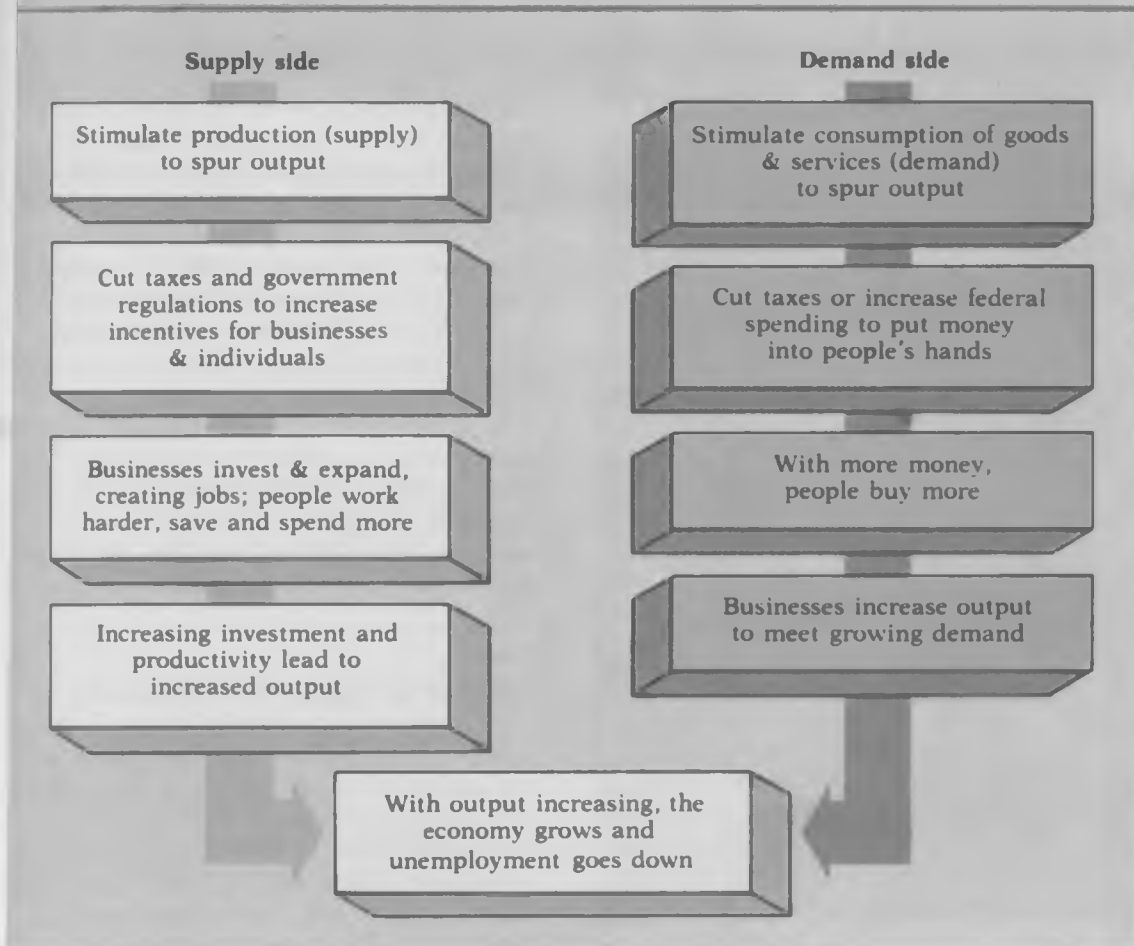 Supply side
Stimulate production (supply)
to spur output
Cut taxes and government
regulations to increase
incentives for businesses
& individuals
Businesses invest & expand,
creating jobs; people work
harder, save and spend more
Increasing investment and
productivity lead to
increased output
Demand side
Stimulate consumption of goods
& services (demand)
to spur output
Cut taxes or increase federal
spending to put money
into people's hands
With more money,
people buy more
Businesses increase output
to meet growing demand
With output increasing, the
economy grows and
unemployment goes down